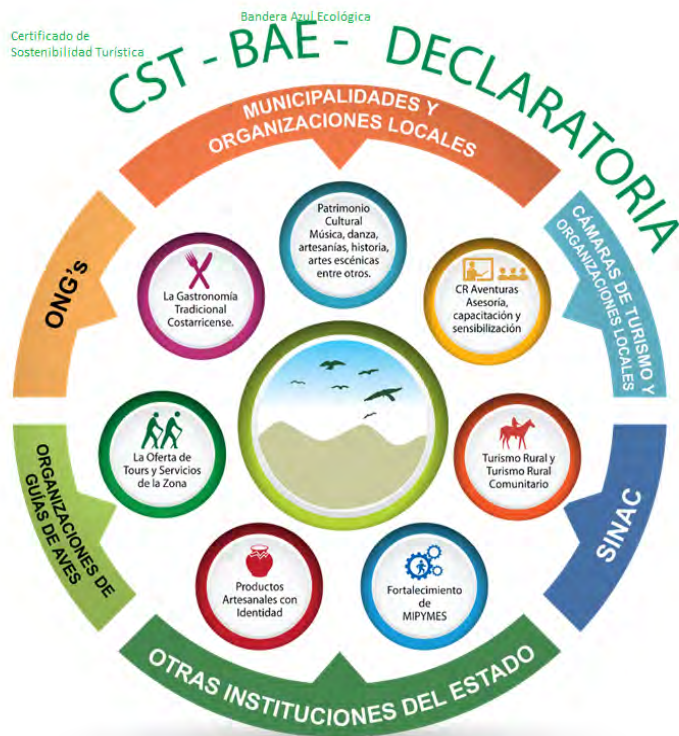 Bandera Azul Ecológica
Certificado de
Sostenibilidad Turística
CST - BAE - DECLARATORIA
MUNICIPALIDADES Y
ORGANIZACIONES LOCALES
CÁMARAS DE TURISMO Y
ORGANIZACIONES LOCALES
ONG's
Patrimonio
Cultural
Música, danza,
artesanías, historia,
artes escénicas
entre otros.
La Gastronomía
Tradicional
Costarricense.
CR Aventuras
Asesoría,
capacitación y
sensibilización
La Oferta de
Tours y Servicios
de la Zona
Turismo Rural y
Turismo Rural
Comunitario
ORGANIZACIONES DE
GUÍAS DE AVES
SINAC
Productos
Artesanales con
Identidad
Fortalecimiento
de
MIPYMES
OTRAS INSTITUCIONES DEL ESTADO